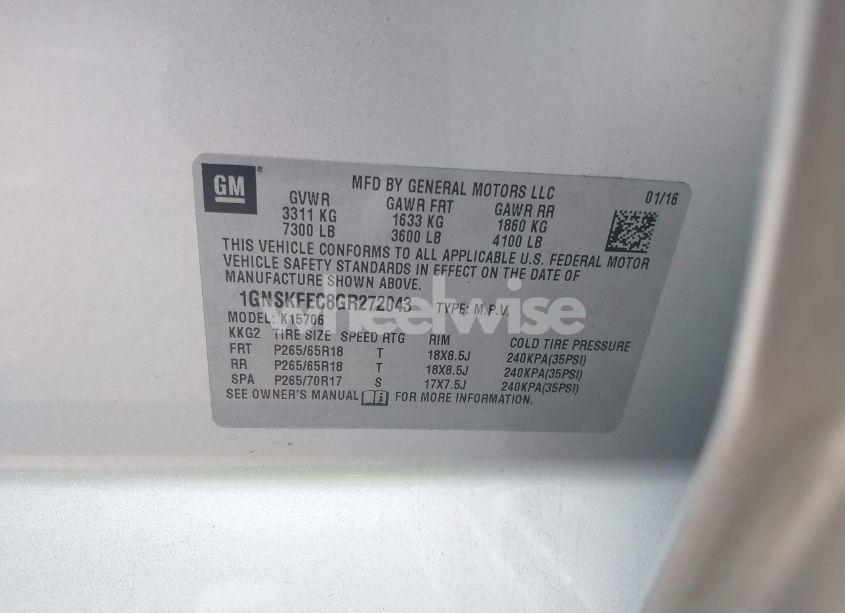 GM
MFD BY GENERAL MOTORS LLC
01/16
GVWR GAWR FRT GAWR RR
3311 KG 1633 KG 1860 KG
7300 LB 3600 LB 4100 LB
THIS VEHICLE CONFORMS TO ALL APPLICABLE U.S. FEDERAL MOTOR
VEHICLE SAFETY STANDARDS IN EFFECT ON THE DATE OF
MANUFACTURE SHOWN ABOVE.
1GNSKFEC8GR272043 TYPE: M.P.V.
MODEL: K15706
KKG2 TIRE SIZE SPEED RTG RIM COLD TIRE PRESSURE
FRT P265/65R18 T 18X8.5J 240KPA(35PSI)
RR P265/65R18 T 18X8.5J 240KPA(35PSI)
SPA P265/70R17 S 17X7.5J 240KPA(35PSI)
SEE OWNER'S MANUAL FOR MORE INFORMATION.
wheelwise